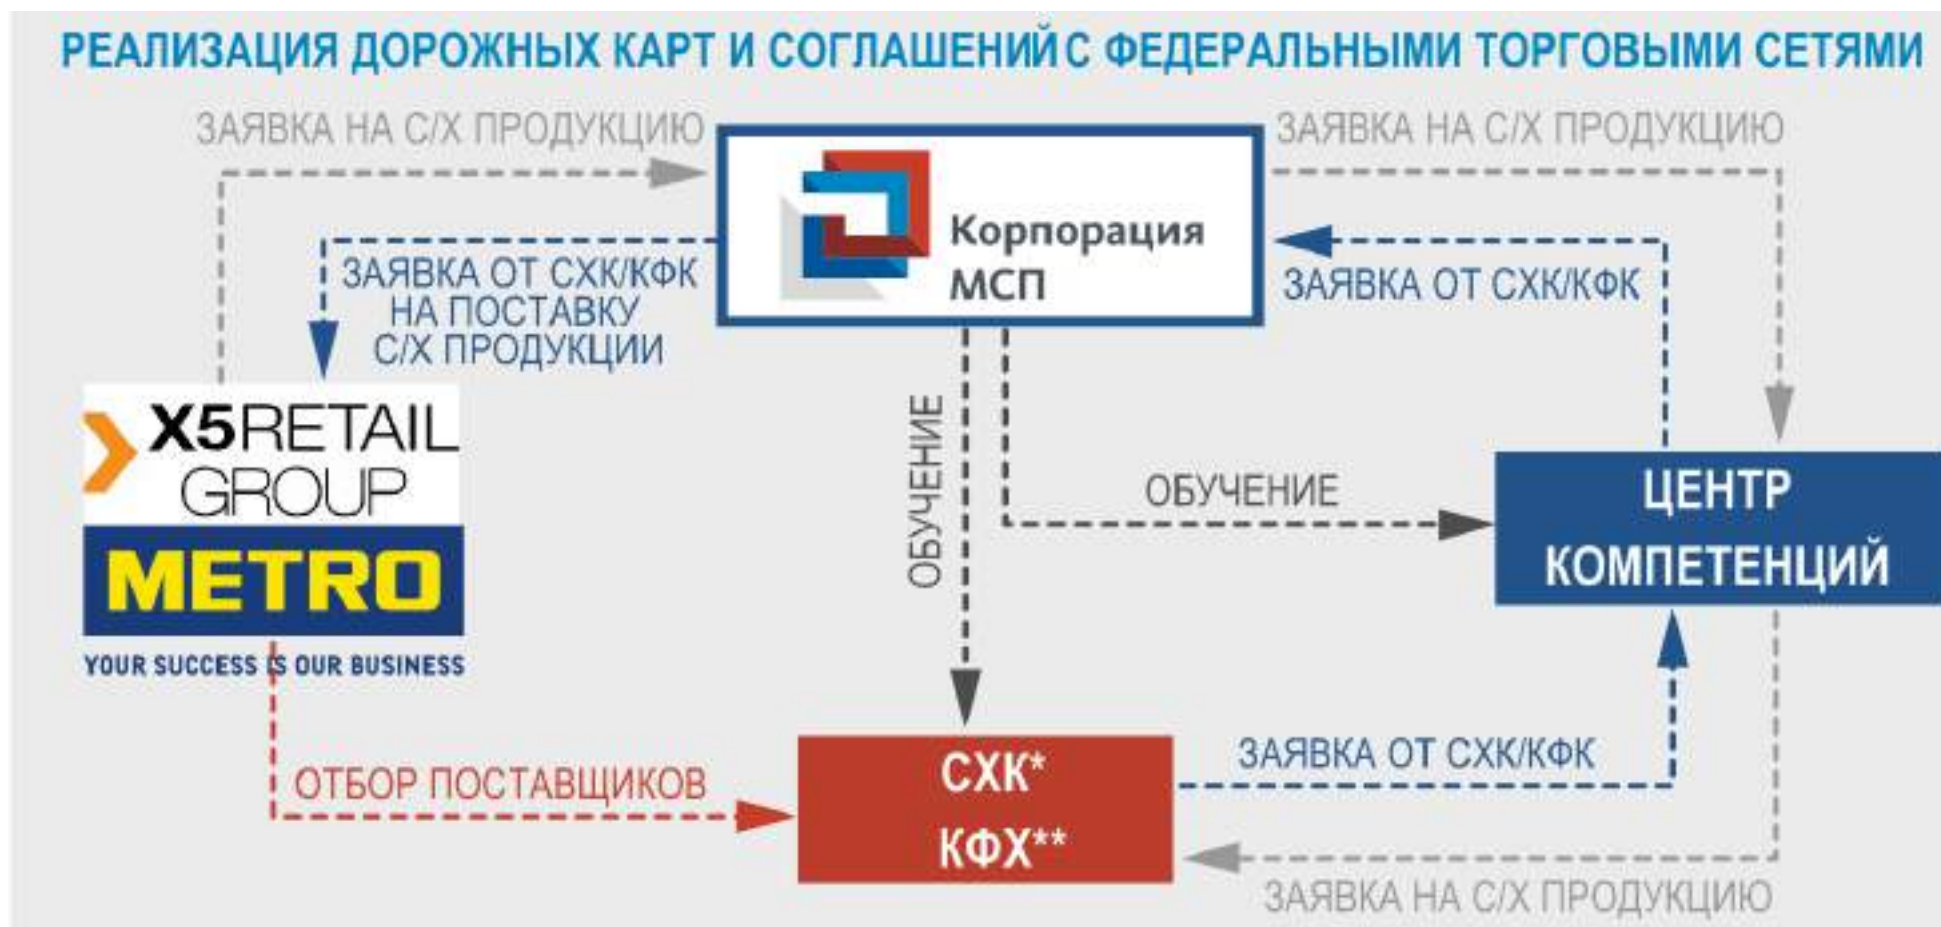 РЕАЛИЗАЦИЯ ДОРОЖНЫХ КАРТ И СОГЛАШЕНИЙ С ФЕДЕРАЛЬНЫМИ ТОРГОВЫМИ СЕТЯМИ
ЗАЯВКА НА С/Х ПРОДУКЦИЮ
ЗАЯВКА НА С/Х ПРОДУКЦИЮ
Корпорация
МСП
ЗАЯВКА ОТ СХК/КФК
НА ПОСТАВКУ
С/Х ПРОДУКЦИИ
ЗАЯВКА ОТ СХК/КФК
X5RETAIL
GROUP
METRO
YOUR SUCCESS IS OUR BUSINESS
ОБУЧЕНИЕ
ОБУЧЕНИЕ
ЦЕНТР
КОМПЕТЕНЦИЙ
ОТБОР ПОСТАВЩИКОВ
СХК*
КФХ**
ЗАЯВКА ОТ СХК/КФК
ЗАЯВКА НА С/Х ПРОДУКЦИЮ